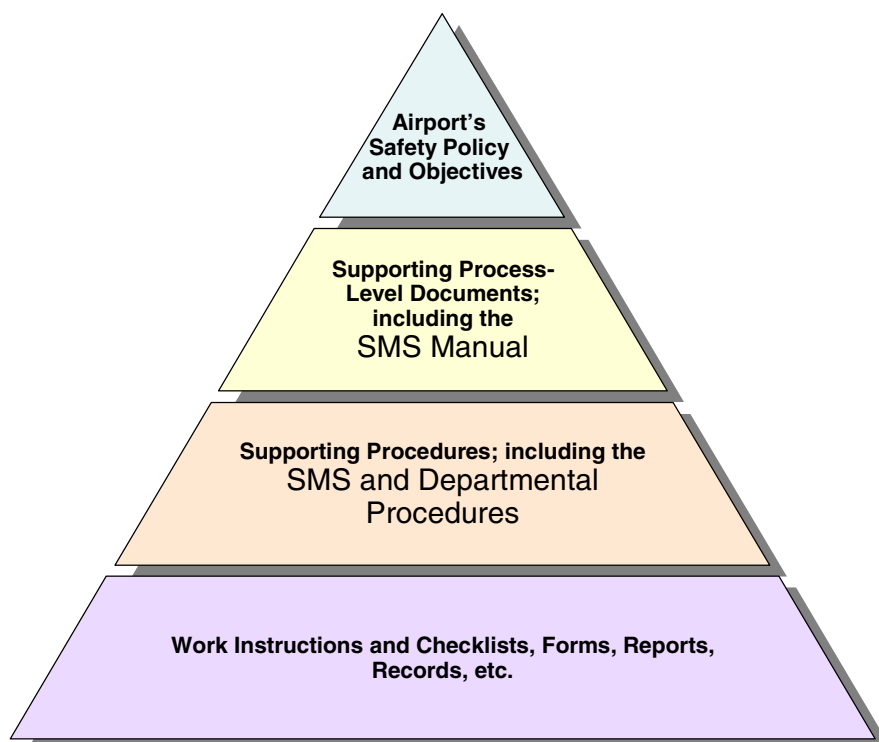 Airport's
Safety Policy
and Objectives
Supporting Process-
Level Documents;
including the
SMS Manual
Supporting Procedures; including the
SMS and Departmental
Procedures
Work Instructions and Checklists, Forms, Reports,
Records, etc.